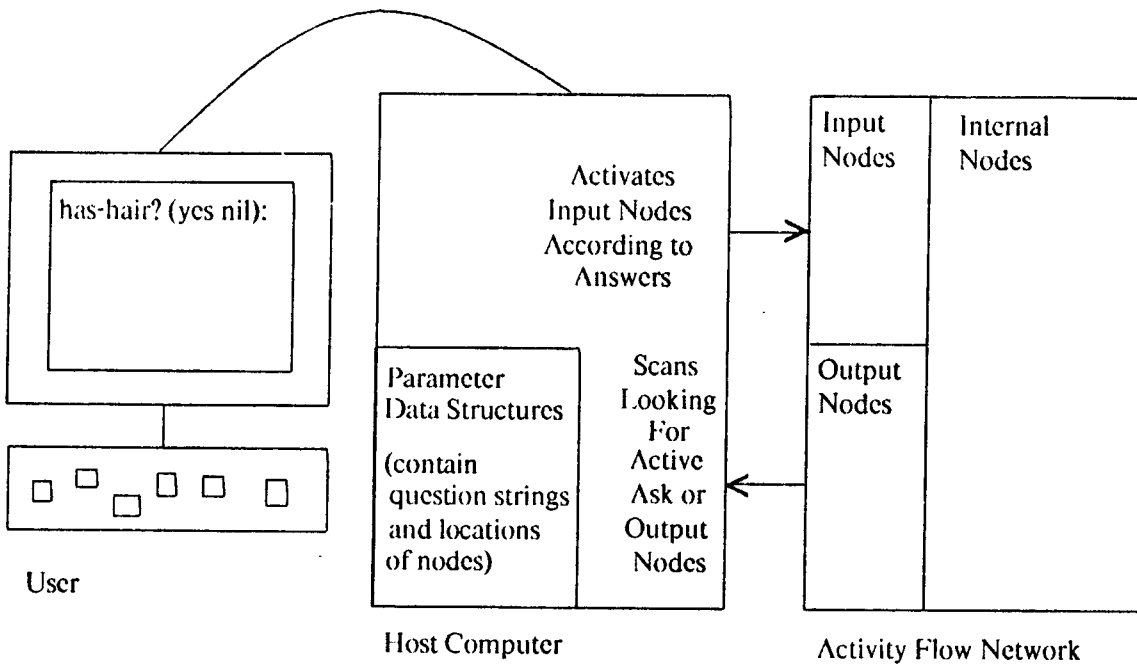 has-hair? (yes nil):
User
Activates
Input Nodes
According to
Answers
Parameter
Data Structures
(contain
question strings
and locations
of nodes)
Scans
Looking
For
Active
Ask or
Output
Nodes
Host Computer
Input
Nodes
Internal
Nodes
Output
Nodes
Activity Flow Network